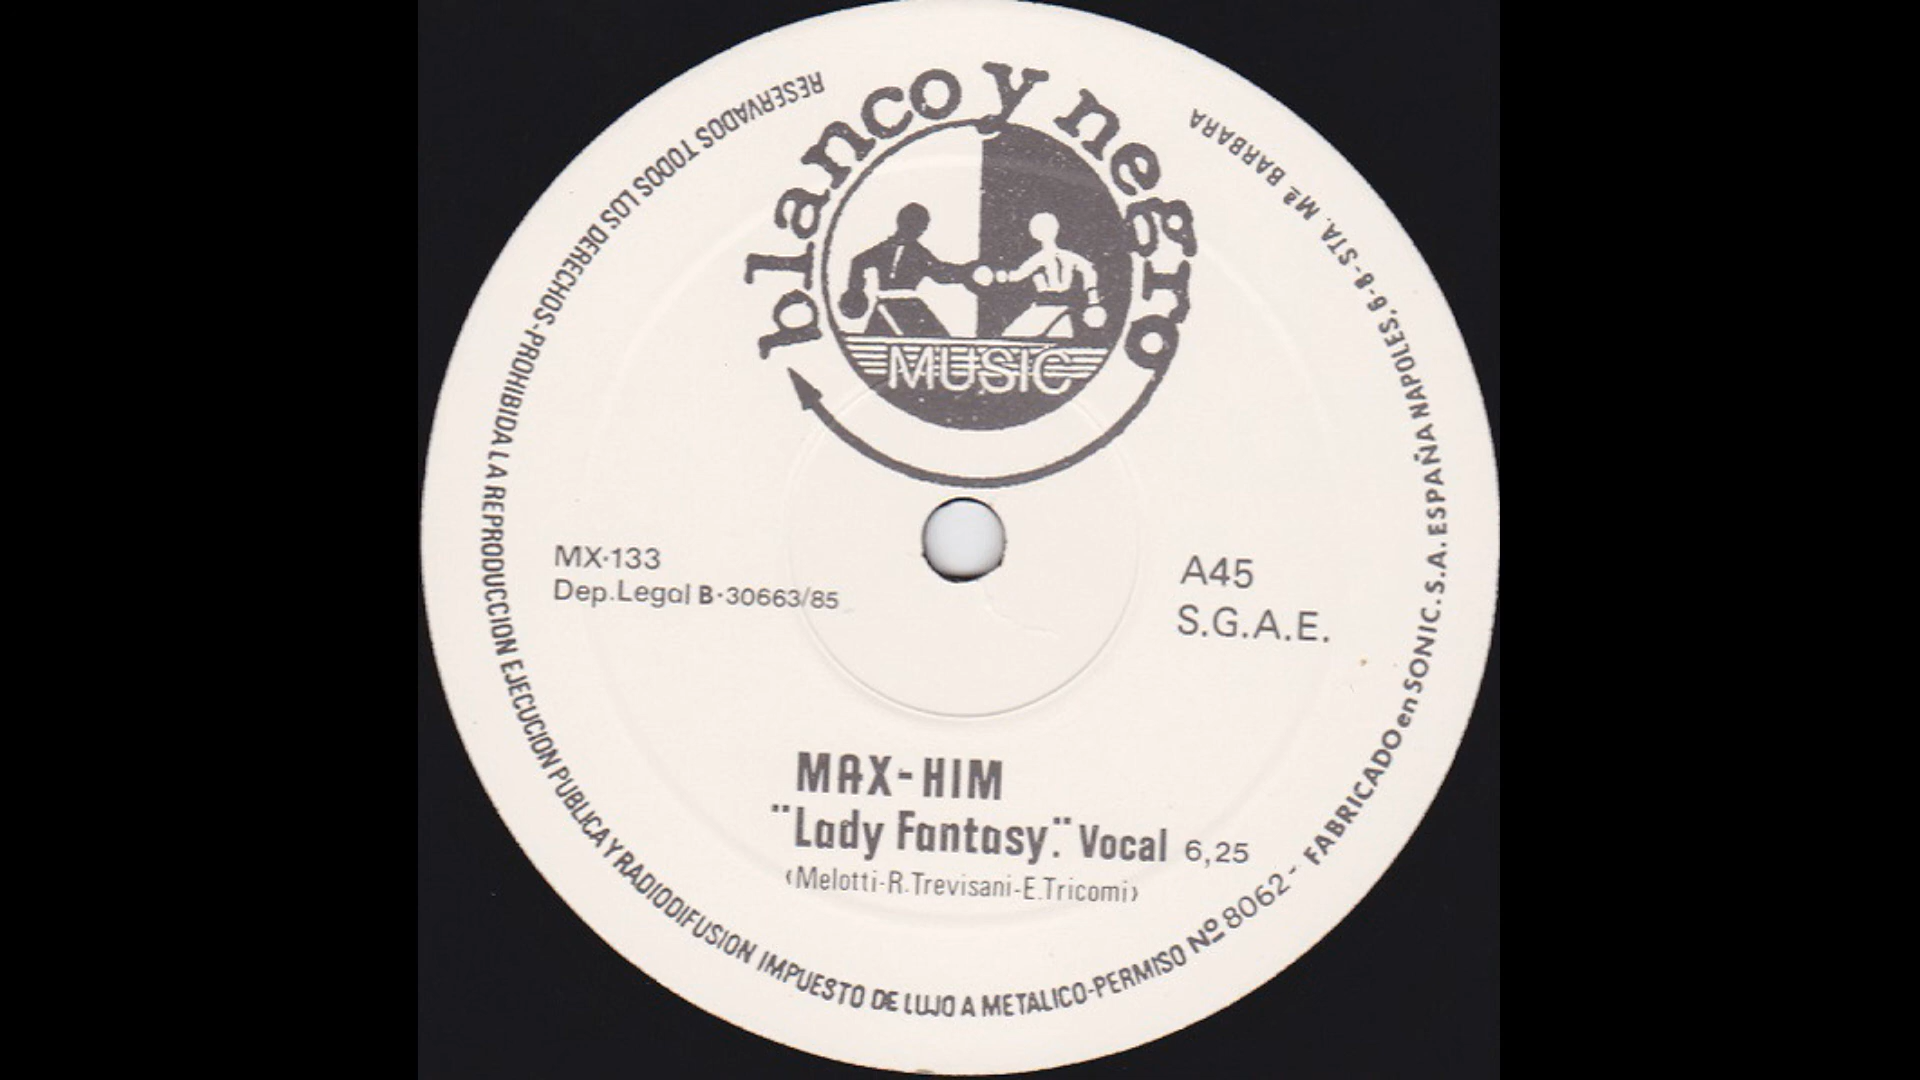 blanco y negro
MUSIC
MX·133
Dep.Legal B·30663/85
A45
S.G.A.E.
MAX-HIM
"Lady Fantasy." Vocal 6,25
‹Melotti-R.Trevisani-E.Tricomi›
RESERVADOS TODOS LOS DERECHOS-PROHIBIDA LA REPRODUCCION EJECUCION PUBLICA Y RADIODIFUSION IMPUESTO DE LUJO A METALICO-PERMISO Nº 8062- FABRICADO en SONIC.S.A.ESPAÑA NAPOLES,6-8-STA. Mª BARBARA